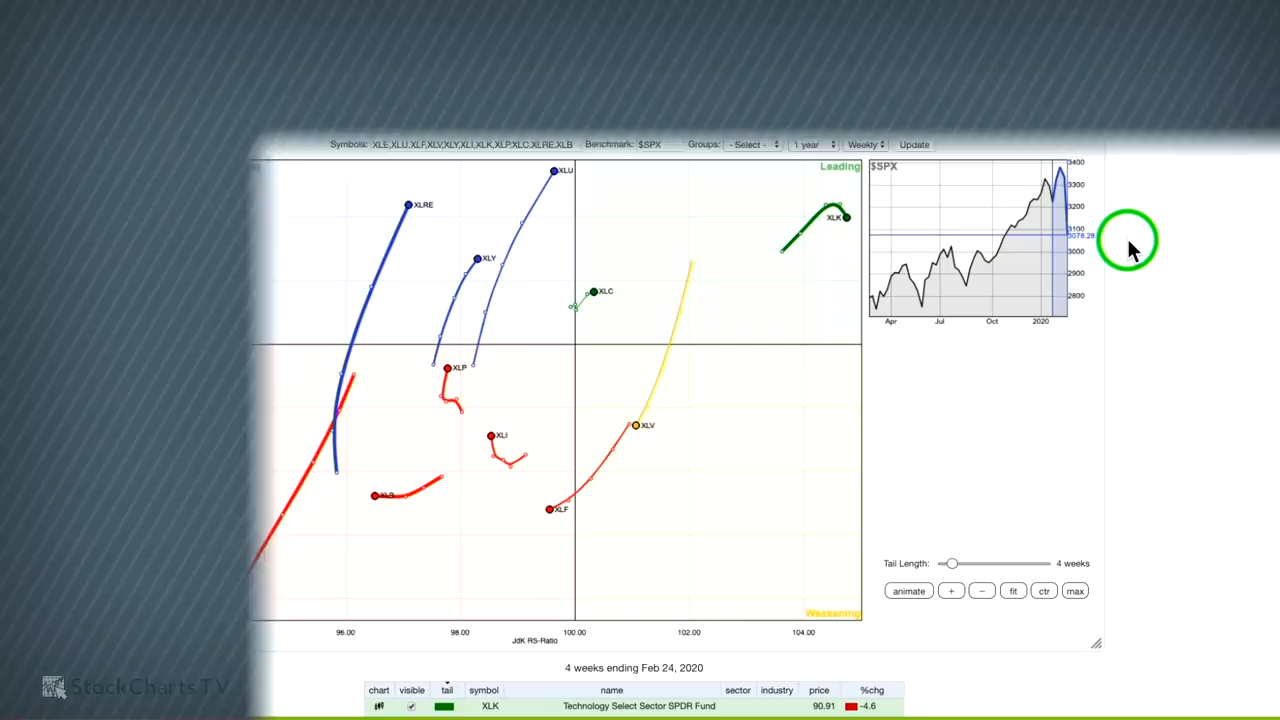 Symbols: XLE,XLU,XLF,XLV,XLY,XLI,XLK,XLP,XLC,XLRE,XLB Benchmark: $SPX Groups: - Select - 1 year Weekly Update
Leading
$SPX
3400
3300
3200
3100
3078.28
3000
2900
2800
Apr Jul Oct 2020
XLU
XLRE
XLK
XLY
XLC
XLP
XLV
XLI
XLB
XLF
Tail Length: 4 weeks
animate + − fit ctr max
Weakening
96.00 98.00 100.00 102.00 104.00
JdK RS-Ratio
4 weeks ending Feb 24, 2020
StockChartsTV
chart visible tail symbol name sector industry price %chg
XLK Technology Select Sector SPDR Fund 90.91 -4.6